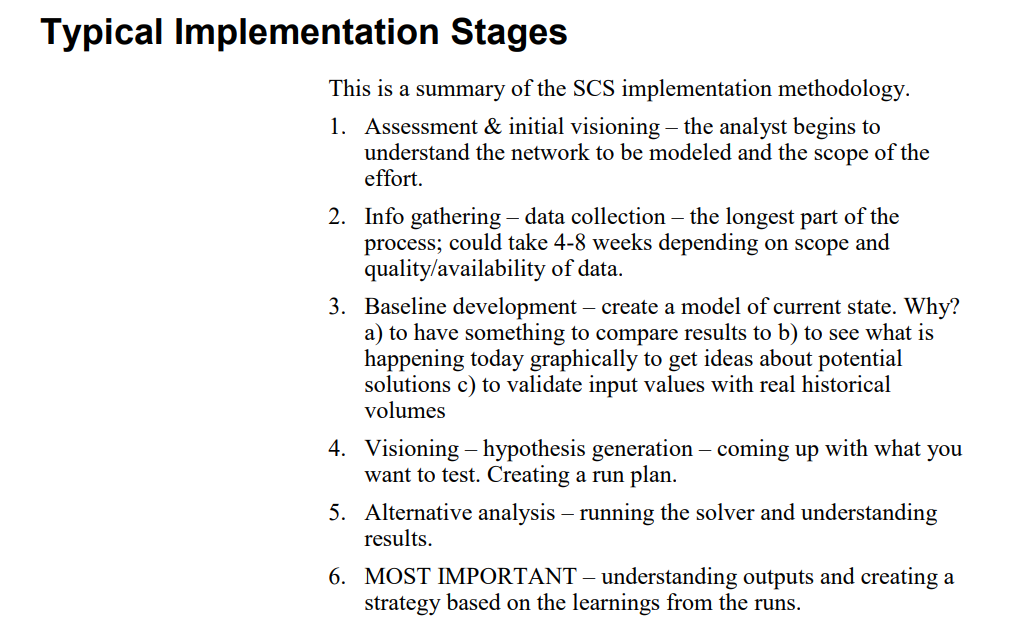 Typical Implementation Stages
This is a summary of the SCS implementation methodology.
1. Assessment & initial visioning – the analyst begins to
understand the network to be modeled and the scope of the
effort.
2. Info gathering – data collection – the longest part of the
process; could take 4-8 weeks depending on scope and
quality/availability of data.
3. Baseline development – create a model of current state. Why?
a) to have something to compare results to b) to see what is
happening today graphically to get ideas about potential
solutions c) to validate input values with real historical
volumes
4. Visioning – hypothesis generation – coming up with what you
want to test. Creating a run plan.
5. Alternative analysis – running the solver and understanding
results.
6. MOST IMPORTANT – understanding outputs and creating a
strategy based on the learnings from the runs.